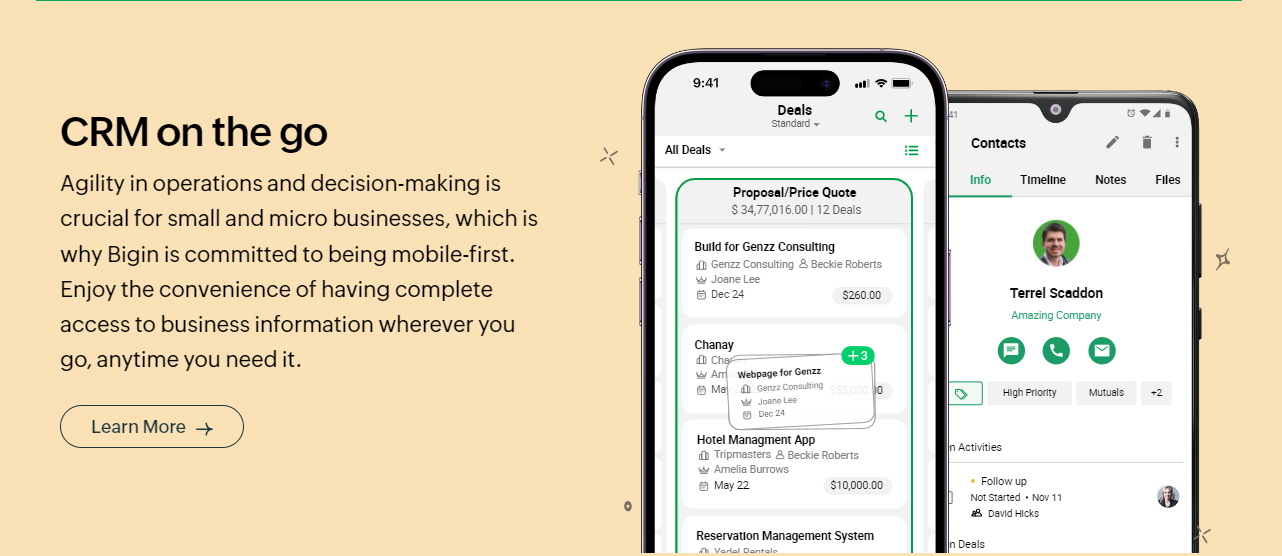 CRM on the go
Agility in operations and decision-making is
crucial for small and micro businesses, which is
why Bigin is committed to being mobile-first.
Enjoy the convenience of having complete
access to business information wherever you
go, anytime you need it.
Learn More
9:41
Deals
Standard
All Deals
Proposal/Price Quote
$ 34,77,016.00 | 12 Deals
Build for Genzz Consulting
Genzz Consulting Beckie Roberts
Joane Lee
Dec 24 $260.00
Chanay
+3
Webpage for Genzz
Genzz Consulting
Joane Lee
Dec 24
May $55,000.00
Hotel Managment App
Tripmasters Beckie Roberts
Amelia Burrows
May 22 $10,000.00
Reservation Management System
Yadel Rentals
41
Contacts
Info Timeline Notes Files
Terrel Scaddon
Amazing Company
High Priority Mutuals +2
Activities
Follow up
Not Started • Nov 11
David Hicks
Deals